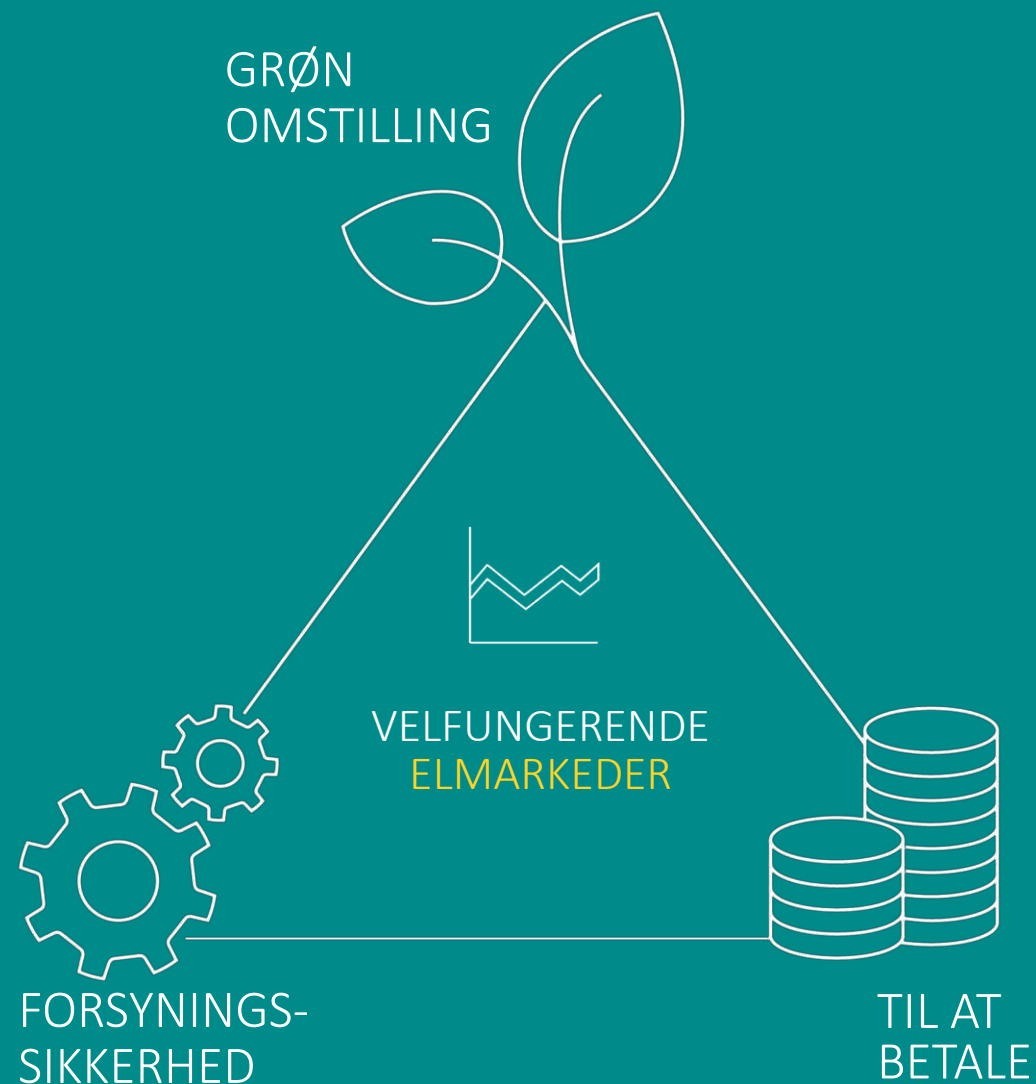 GRØN
OMSTILLING
VELFUNGERENDE
ELMARKEDER
FORSYNINGS-
SIKKERHED
TIL AT
BETALE